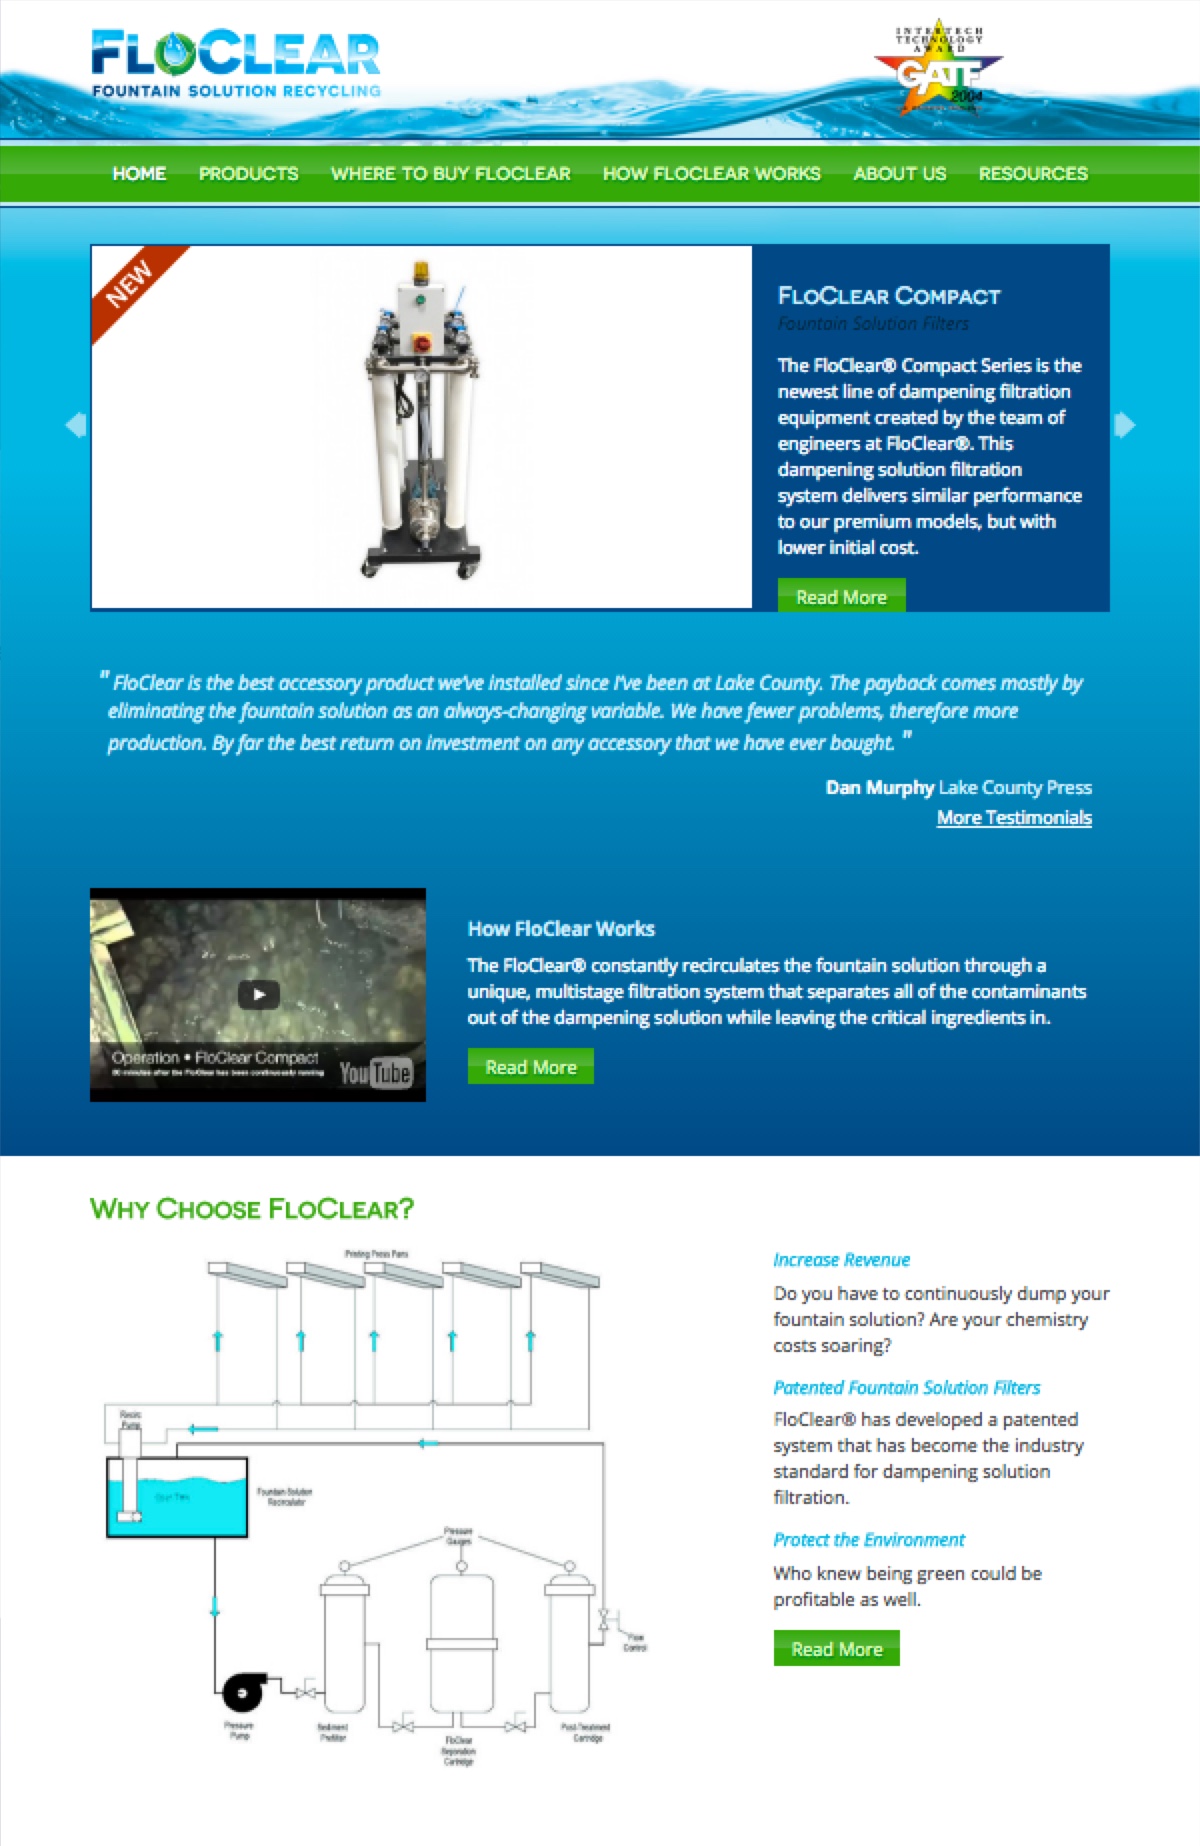 FLOCLEAR
FOUNTAIN SOLUTION RECYCLING
INTERTECH
TECHNOLOGY
AWARD
GATF
2004
HOME PRODUCTS WHERE TO BUY FLOCLEAR HOW FLOCLEAR WORKS ABOUT US RESOURCES
NEW
FLOCLEAR COMPACT
Fountain Solution Filters
The FloClear® Compact Series is the
newest line of dampening filtration
equipment created by the team of
engineers at FloClear®. This
dampening solution filtration
system delivers similar performance
to our premium models, but with
lower initial cost.
Read More
" FloClear is the best accessory product we've installed since I've been at Lake County. The payback comes mostly by
eliminating the fountain solution as an always-changing variable. We have fewer problems, therefore more
production. By far the best return on investment on any accessory that we have ever bought. "
Dan Murphy Lake County Press
More Testimonials
Operation • FloClear Compact
30 minutes after the FloClear has been continuously running
YouTube
How FloClear Works
The FloClear® constantly recirculates the fountain solution through a
unique, multistage filtration system that separates all of the contaminants
out of the dampening solution while leaving the critical ingredients in.
Read More
WHY CHOOSE FLOCLEAR?
Printing Press Pans
Recirc
Pump
Fountain Solution
Recirculator
Pressure
Gauges
Flow
Control
Pressure
Pump
Sediment
Prefilter
FloClear
Separation
Cartridge
Post-Treatment
Cartridge
Increase Revenue
Do you have to continuously dump your
fountain solution? Are your chemistry
costs soaring?
Patented Fountain Solution Filters
FloClear® has developed a patented
system that has become the industry
standard for dampening solution
filtration.
Protect the Environment
Who knew being green could be
profitable as well.
Read More